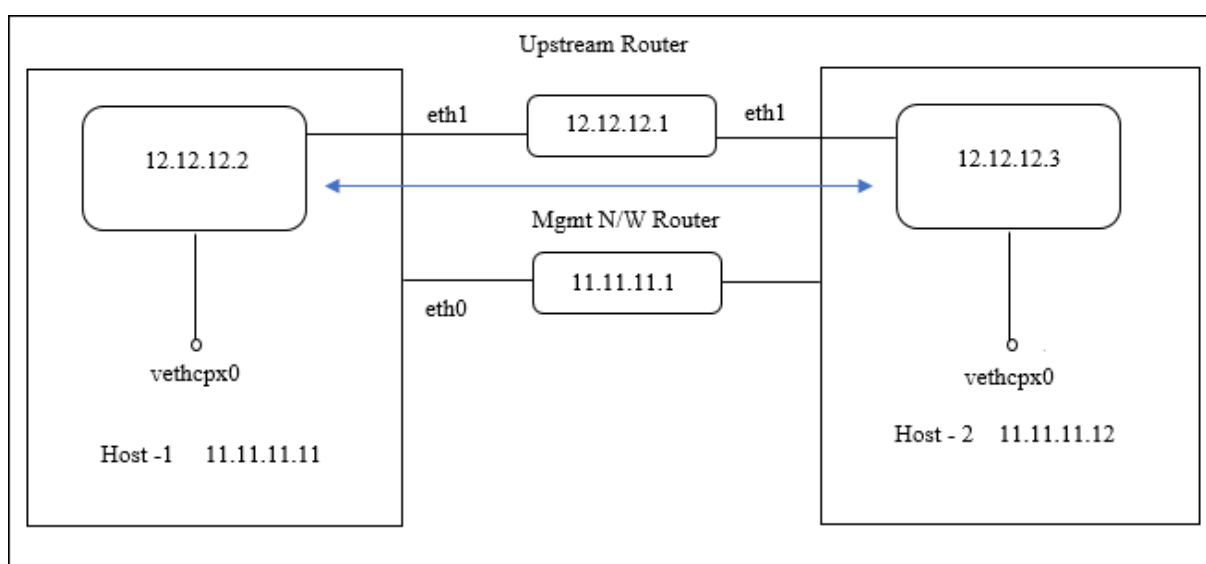 Upstream Router
eth1
12.12.12.1
eth1
12.12.12.2
12.12.12.3
Mgmt N/W Router
11.11.11.1
eth0
vethcpx0
vethcpx0
Host -1 11.11.11.11
Host - 2 11.11.11.12